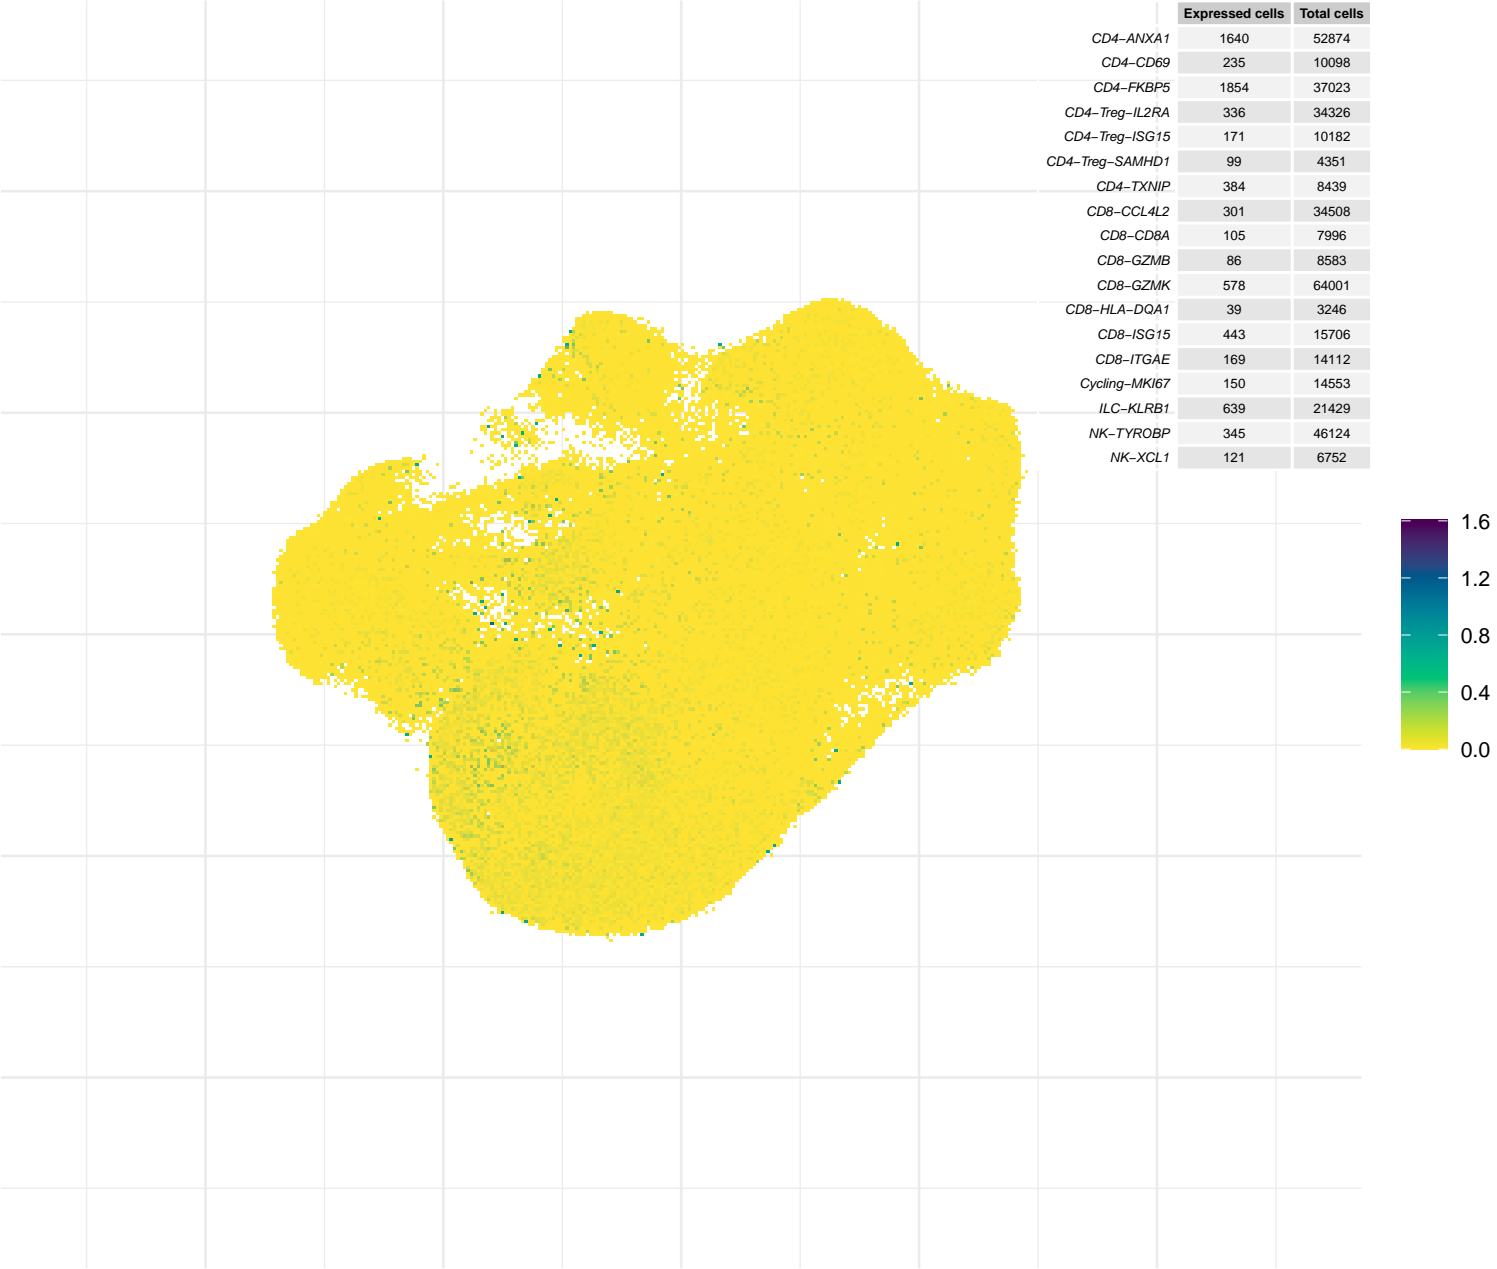 Expressed cells Total cells
CD4−ANXA1 1640 52874
CD4−CD69 235 10098
CD4−FKBP5 1854 37023
CD4−Treg−IL2RA 336 34326
CD4−Treg−ISG15 171 10182
CD4−Treg−SAMHD1 99 4351
CD4−TXNIP 384 8439
CD8−CCL4L2 301 34508
CD8−CD8A 105 7996
CD8−GZMB 86 8583
CD8−GZMK 578 64001
CD8−HLA−DQA1 39 3246
CD8−ISG15 443 15706
CD8−ITGAE 169 14112
Cycling−MKI67 150 14553
ILC−KLRB1 639 21429
NK−TYROBP 345 46124
NK−XCL1 121 6752
1.6
1.2
0.8
0.4
0.0